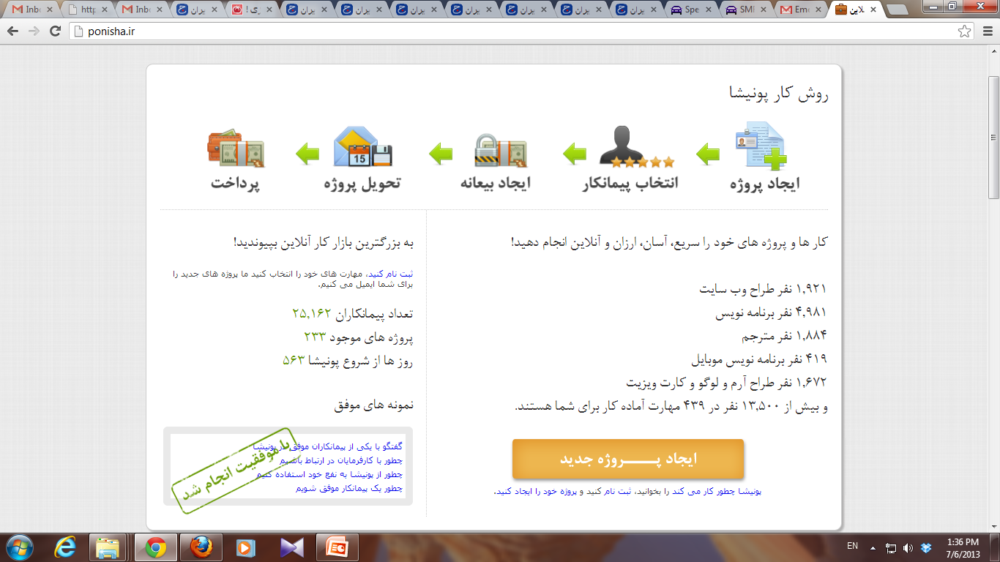 Inbo
http
Inbo
یران
ری !
یران
یران
یران
یران
یران
یران
یران
Spe
SMI
Eme
ponisha.ir
روش کار پونیشا
ایجاد پروژه
انتخاب پیمانکار
ایجاد بیعانه
تحویل پروژه
پرداخت
15
کار ها و پروژه های خود را سریع، آسان، ارزان و آنلاین انجام دهید!
۱,۹۲۱ نفر طراح وب سایت
۴,۹۸۱ نفر برنامه نویس
۱,۸۸۴ نفر مترجم
۴۱۹ نفر برنامه نویس موبایل
۱,۶۷۲ نفر طراح آرم و لوگو و کارت ویزیت
و بیش از ۱۳,۵۰۰ نفر در ۴۳۹ مهارت آماده کار برای شما هستند.
ایجاد پـــــروژه جدید
پونیشا چطور کار می کند را بخوانید، ثبت نام کنید و پروژه خود را ایجاد کنید.
به بزرگترین بازار کار آنلاین بپیوندید!
ثبت نام کنید، مهارت های خود را انتخاب کنید ما پروژه های جدید را
برای شما ایمیل می کنیم.
تعداد پیمانکاران ۲۵,۱۶۲
پروژه های موجود ۲۳۳
روز ها از شروع پونیشا ۵۶۳
نمونه های موفق
گفتگو با یکی از پیمانکاران موفق در پونیشا
چطور با کارفرمایان در ارتباط باشیم
چطور از پونیشا به نفع خود استفاده کنیم
چطور یک پیمانکار موفق شویم
با موفقیت انجام شد
EN
1:36 PM
7/6/2013